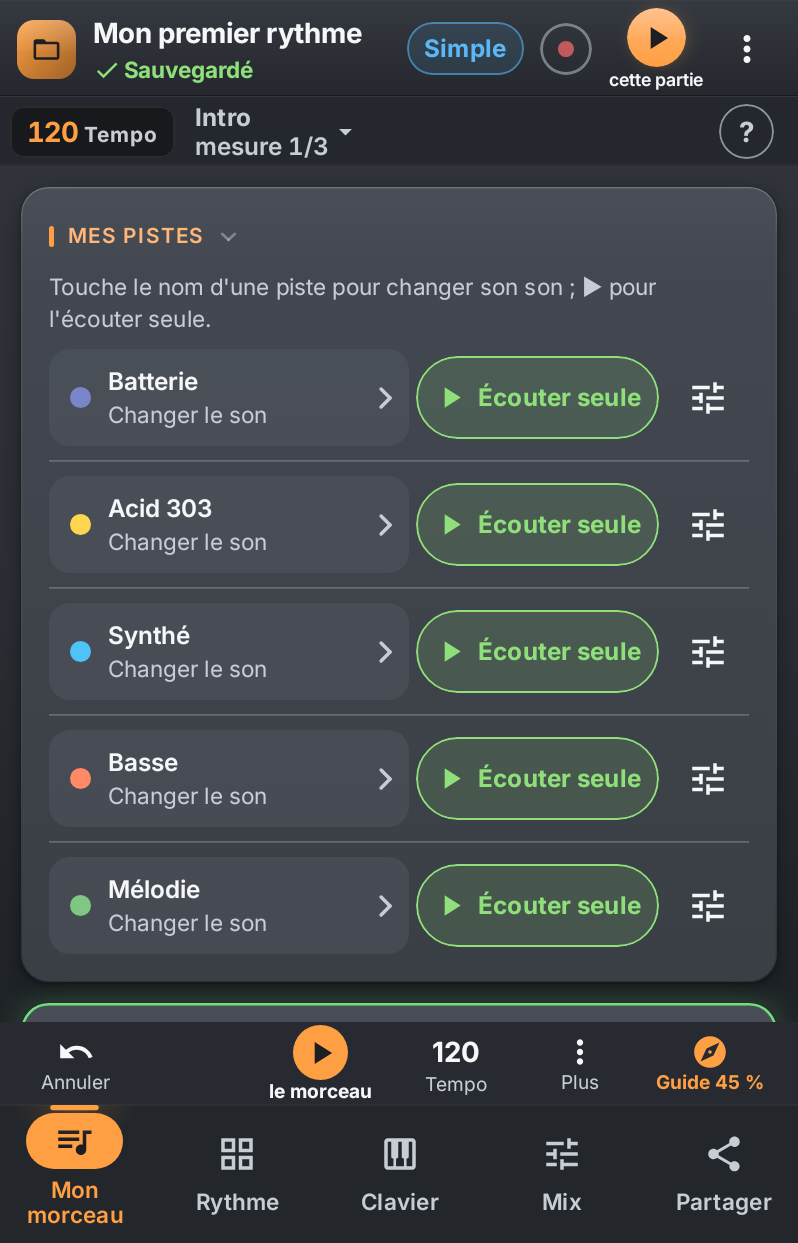 Mon premier rythme
Sauvegardé
Simple
cette partie
120 Tempo
Intro
mesure 1/3
?
MES PISTES
Touche le nom d'une piste pour changer son son ; ▶ pour
l'écouter seule.
Batterie
Changer le son
Écouter seule
Acid 303
Changer le son
Écouter seule
Synthé
Changer le son
Écouter seule
Basse
Changer le son
Écouter seule
Mélodie
Changer le son
Écouter seule
Annuler
le morceau
120
Tempo
Plus
Guide 45 %
Mon
morceau
Rythme
Clavier
Mix
Partager